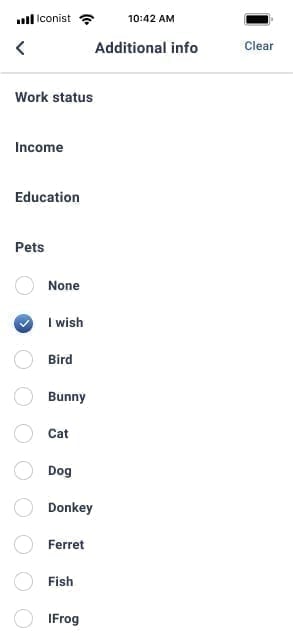 Iconist 10:42 AM
Additional info Clear
Work status
Income
Education
Pets
None
I wish
Bird
Bunny
Cat
Dog
Donkey
Ferret
Fish
IFrog